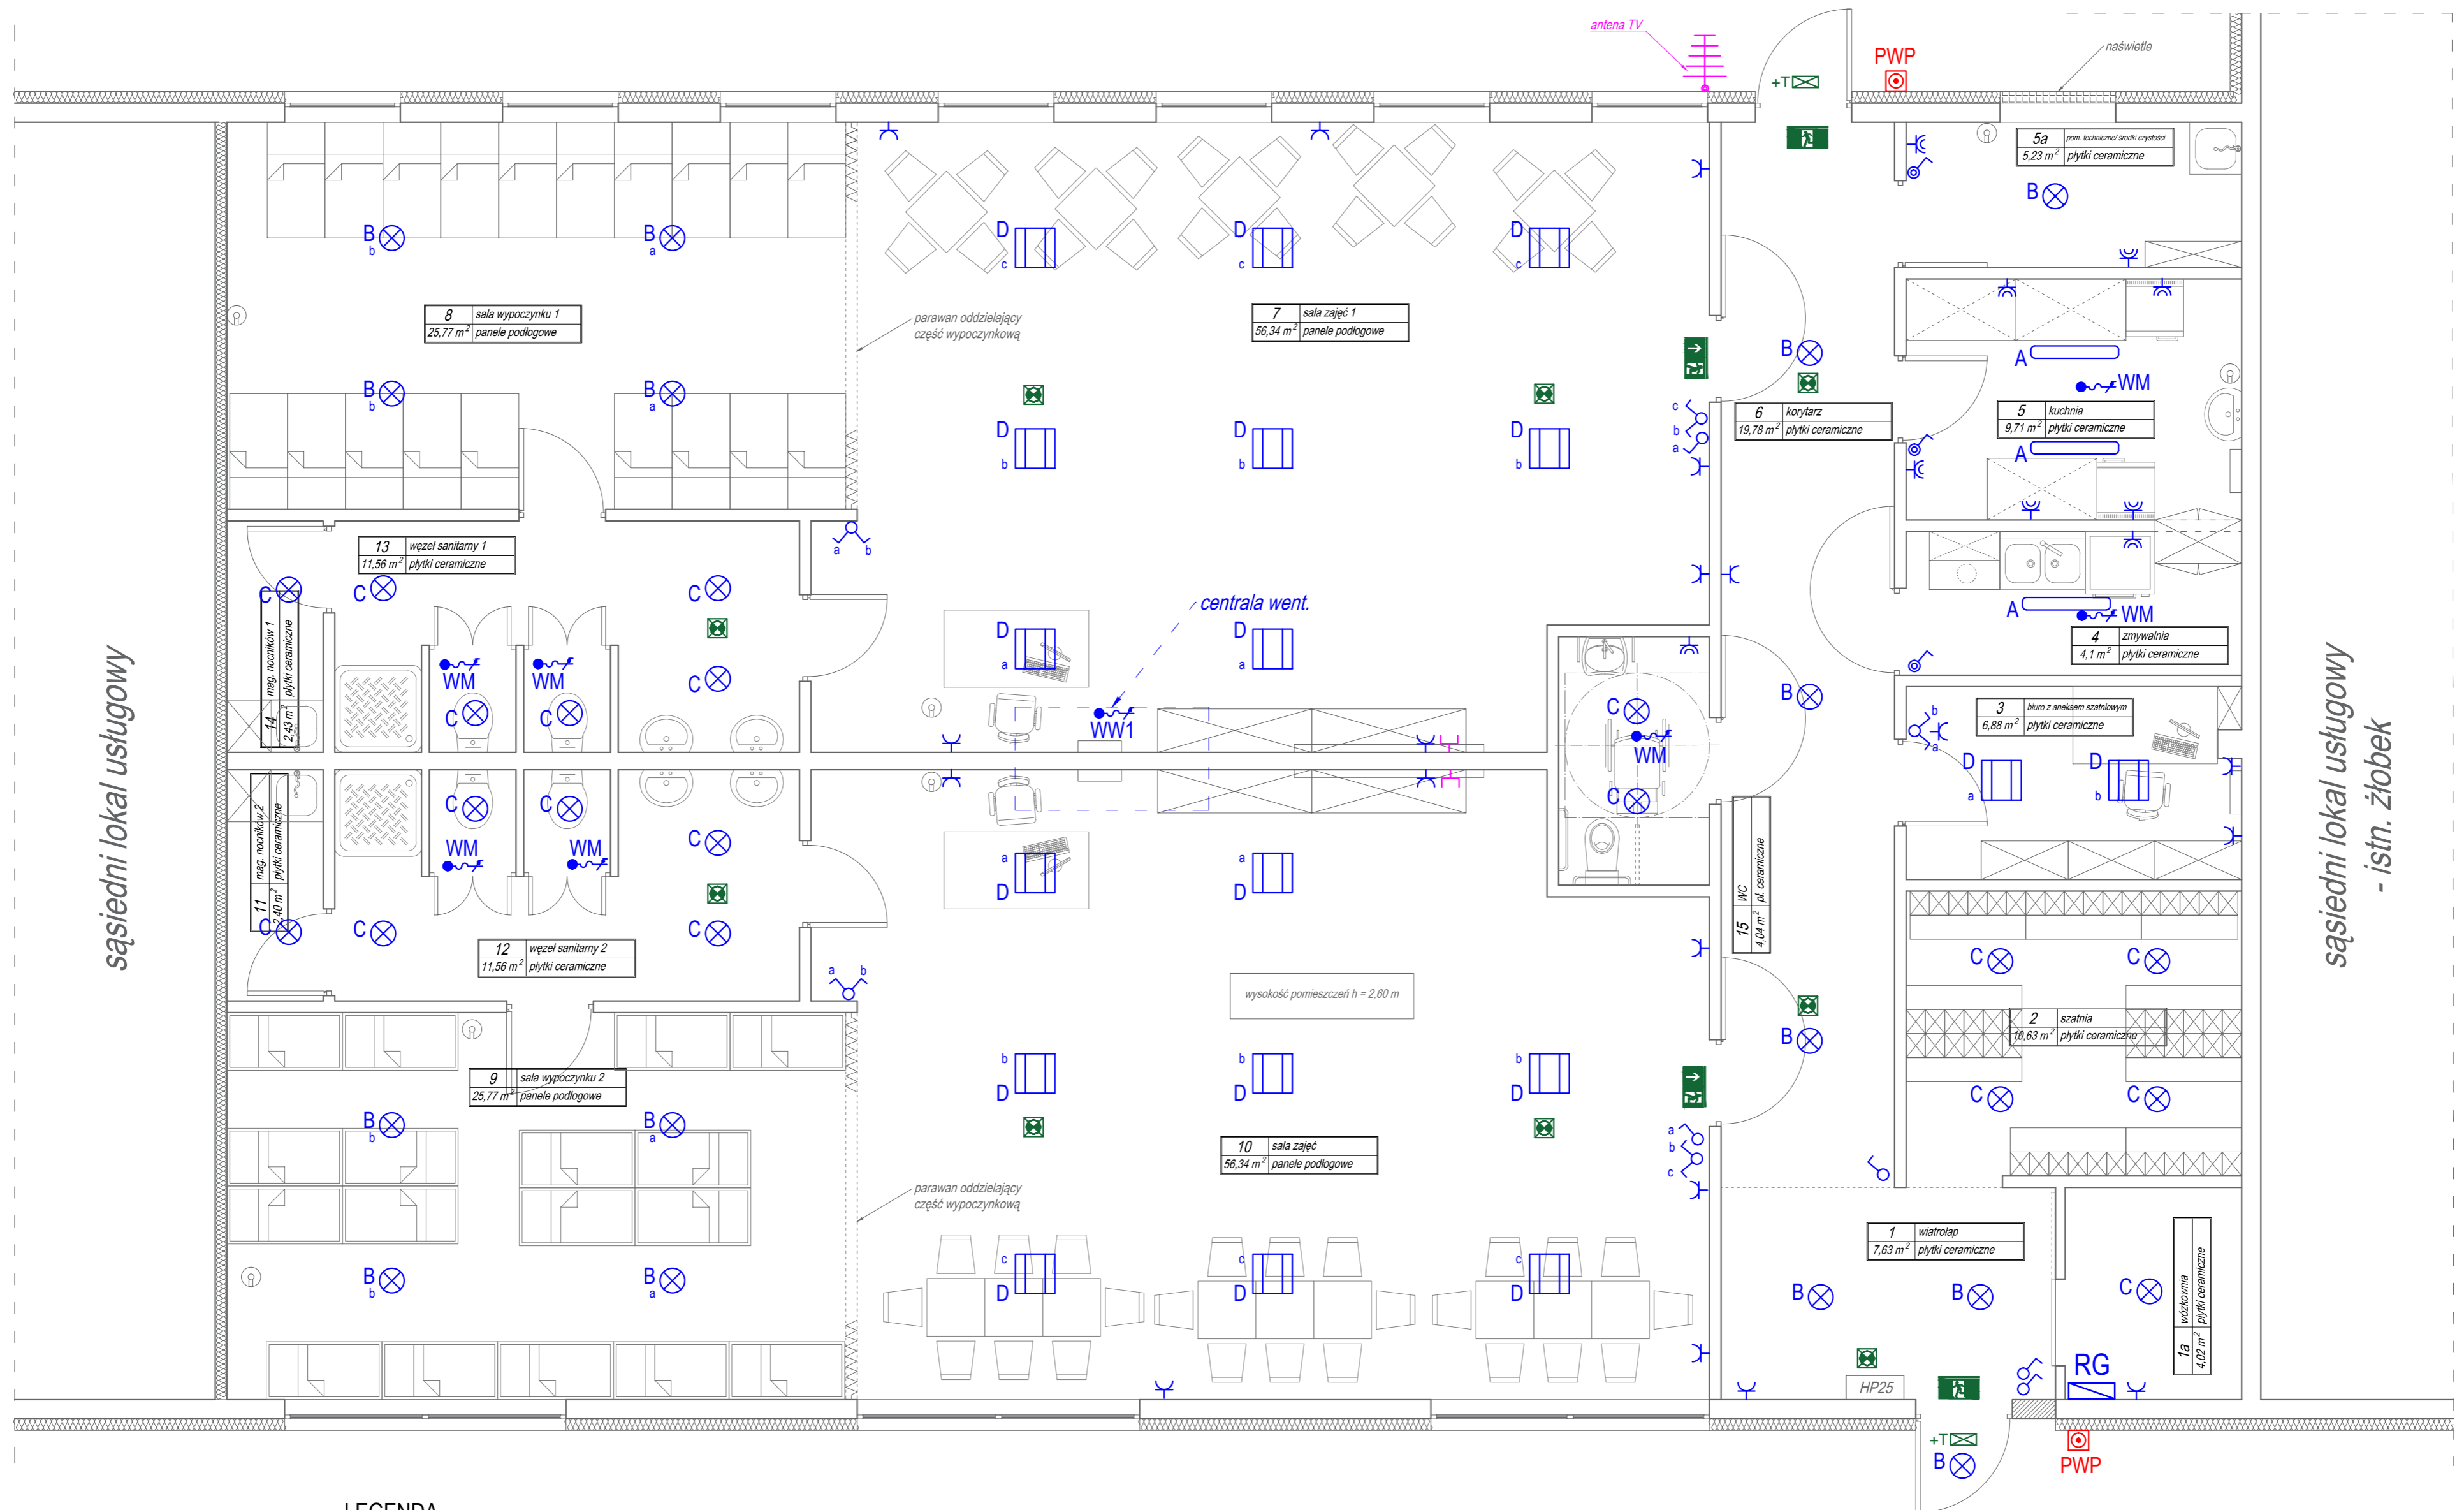 antena TV
naświetle
PWP
+T
5a pom. techniczne/ środki czystości
5,23 m² płytki ceramiczne
B
B
b
B
a
D
c
D
c
D
c
8 sala wypoczynku 1
25,77 m² panele podłogowe
parawan oddzielający
część wypoczynkową
7 sala zajęć 1
56,34 m² panele podłogowe
B
A
WM
B
b
B
a
6 korytarz
19,78 m² płytki ceramiczne
5 kuchnia
9,71 m² płytki ceramiczne
c
b
a
D
b
D
b
D
b
A
13 węzeł sanitarny 1
11,56 m² płytki ceramiczne
a
b
C
C
C
14 mag. nocników 1
2,43 m² płytki ceramiczne
centrala went.
A
WM
4 zmywalnia
4,1 m² płytki ceramiczne
D
a
D
a
WM
WM
C
C
C
WW1
C
WM
C
B
3 biuro z aneksem szatniowym
6,88 m² płytki ceramiczne
b
a
D
a
D
b
sąsiedni lokal usługowy
sąsiedni lokal usługowy
- istn. żłobek
11 mag. nocników 2
2,40 m² płytki ceramiczne
C
C
WM
WM
C
a
D
a
D
15 WC
4,04 m² pł. ceramiczne
C
C
C
12 węzeł sanitarny 2
11,56 m² płytki ceramiczne
a
b
wysokość pomieszczeń h = 2,60 m
C
C
2 szatnia
10,63 m² płytki ceramiczne
B
C
C
9 sala wypoczynku 2
25,77 m² panele podłogowe
b
D
b
D
b
D
B
b
B
a
10 sala zajęć
56,34 m² panele podłogowe
a
b
c
parawan oddzielający
część wypoczynkową
1 wiatrołap
7,63 m² płytki ceramiczne
B
b
B
a
c
D
c
D
c
D
B
B
C
1a wózkownia
4,02 m² płytki ceramiczne
RG
HP25
+T
B
PWP
LEGENDA